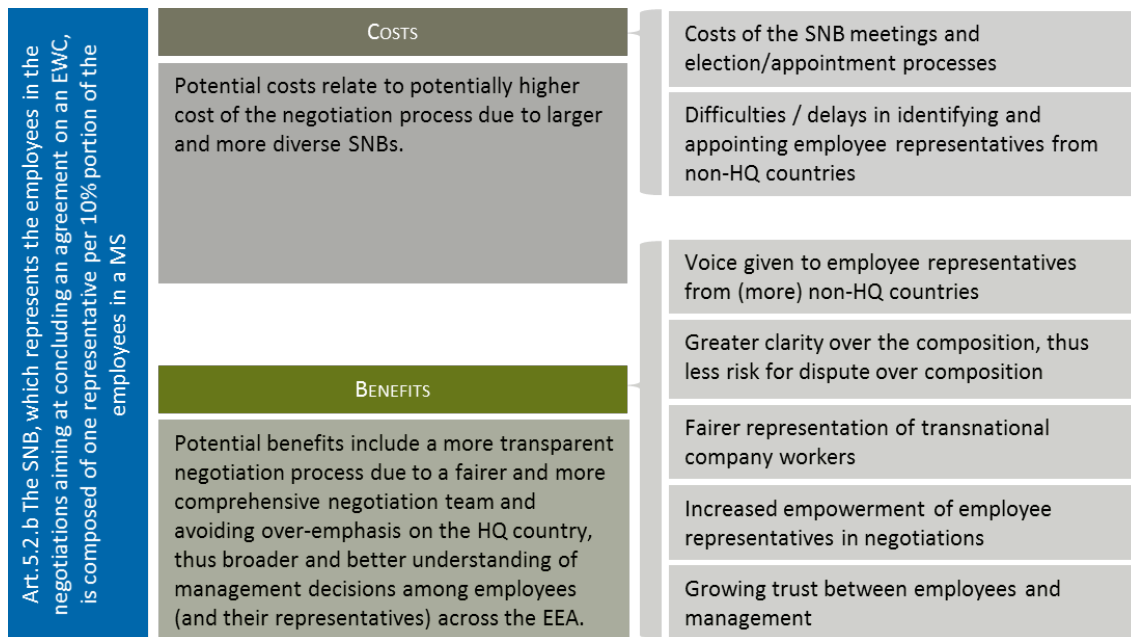 Art.5.2.b The SNB, which represents the employees in the
negotiations aiming at concluding an agreement on an EWC,
is composed of one representative per 10% portion of the
employees in a MS
COSTS
Potential costs relate to potentially higher
cost of the negotiation process due to larger
and more diverse SNBs.
Costs of the SNB meetings and
election/appointment processes
Difficulties / delays in identifying and
appointing employee representatives from
non-HQ countries
BENEFITS
Potential benefits include a more transparent
negotiation process due to a fairer and more
comprehensive negotiation team and
avoiding over-emphasis on the HQ country,
thus broader and better understanding of
management decisions among employees
(and their representatives) across the EEA.
Voice given to employee representatives
from (more) non-HQ countries
Greater clarity over the composition, thus
less risk for dispute over composition
Fairer representation of transnational
company workers
Increased empowerment of employee
representatives in negotiations
Growing trust between employees and
management